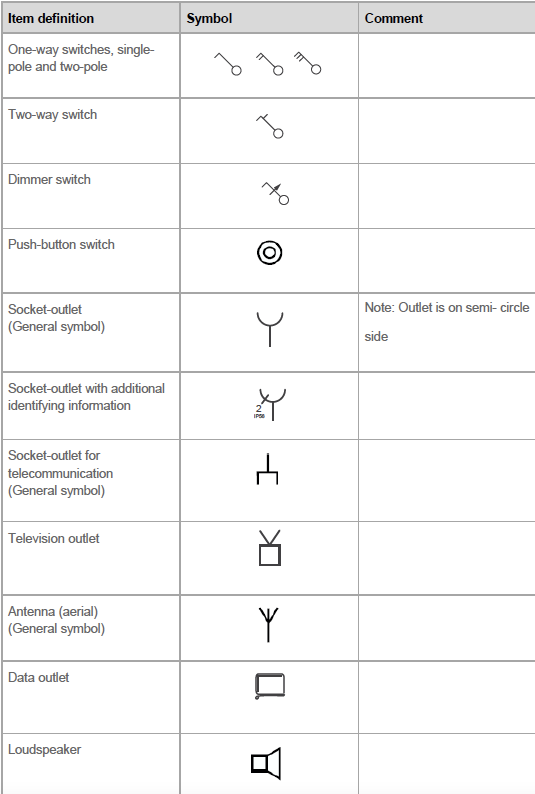 Item definition Symbol Comment
One-way switches, single-
pole and two-pole
Two-way switch
Dimmer switch
Push-button switch
Socket-outlet
(General symbol)
Note: Outlet is on semi- circle
side
Socket-outlet with additional
identifying information
2
IP56
Socket-outlet for
telecommunication
(General symbol)
Television outlet
Antenna (aerial)
(General symbol)
Data outlet
Loudspeaker